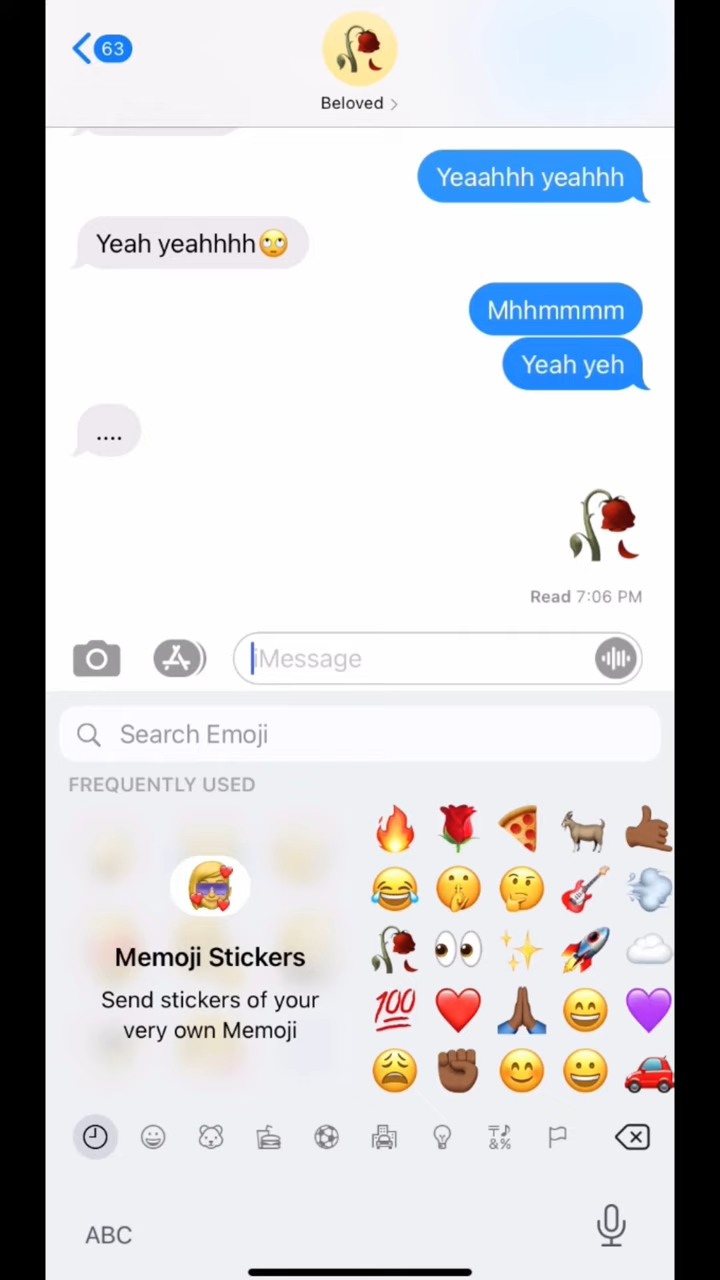 63
Beloved
Yeaahhh yeahhh
Yeah yeahhhh🙄
Mhhmmmm
Yeah yeh
....
Read 7:06 PM
iMessage
Search Emoji
FREQUENTLY USED
Memoji Stickers
Send stickers of your
very own Memoji
ABC